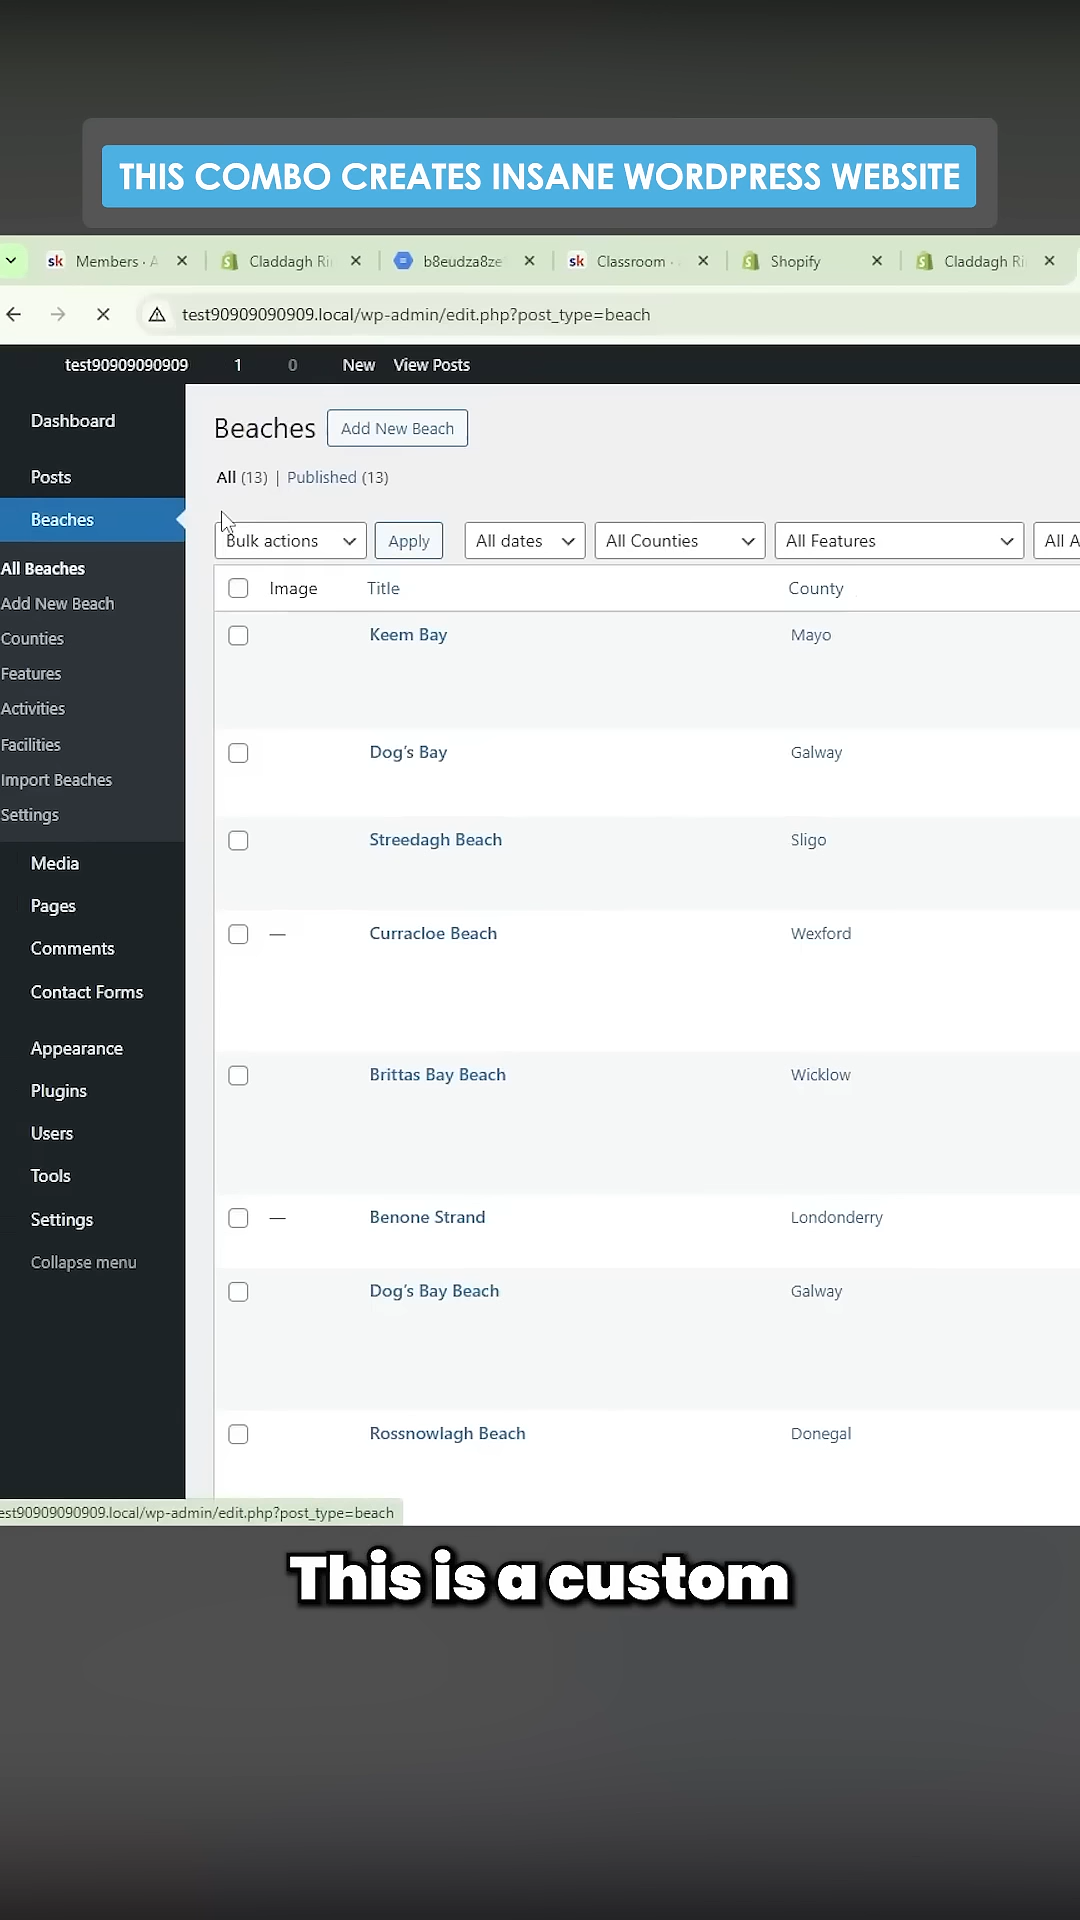 THIS COMBO CREATES INSANE WORDPRESS WEBSITE
sk Members · A
Claddagh Ri
b8eudza8ze
sk Classroom ·
Shopify
Claddagh Ri
test90909090909.local/wp-admin/edit.php?post_type=beach
test90909090909 1 0 New View Posts
Dashboard
Posts
Beaches
All Beaches
Add New Beach
Counties
Features
Activities
Facilities
Import Beaches
Settings
Media
Pages
Comments
Contact Forms
Appearance
Plugins
Users
Tools
Settings
Collapse menu
Beaches Add New Beach
All (13) | Published (13)
Bulk actions Apply All dates All Counties All Features All A
Image Title County
Keem Bay Mayo
Dog’s Bay Galway
Streedagh Beach Sligo
— Curracloe Beach Wexford
Brittas Bay Beach Wicklow
— Benone Strand Londonderry
Dog’s Bay Beach Galway
Rossnowlagh Beach Donegal
est90909090909.local/wp-admin/edit.php?post_type=beach
This is a custom